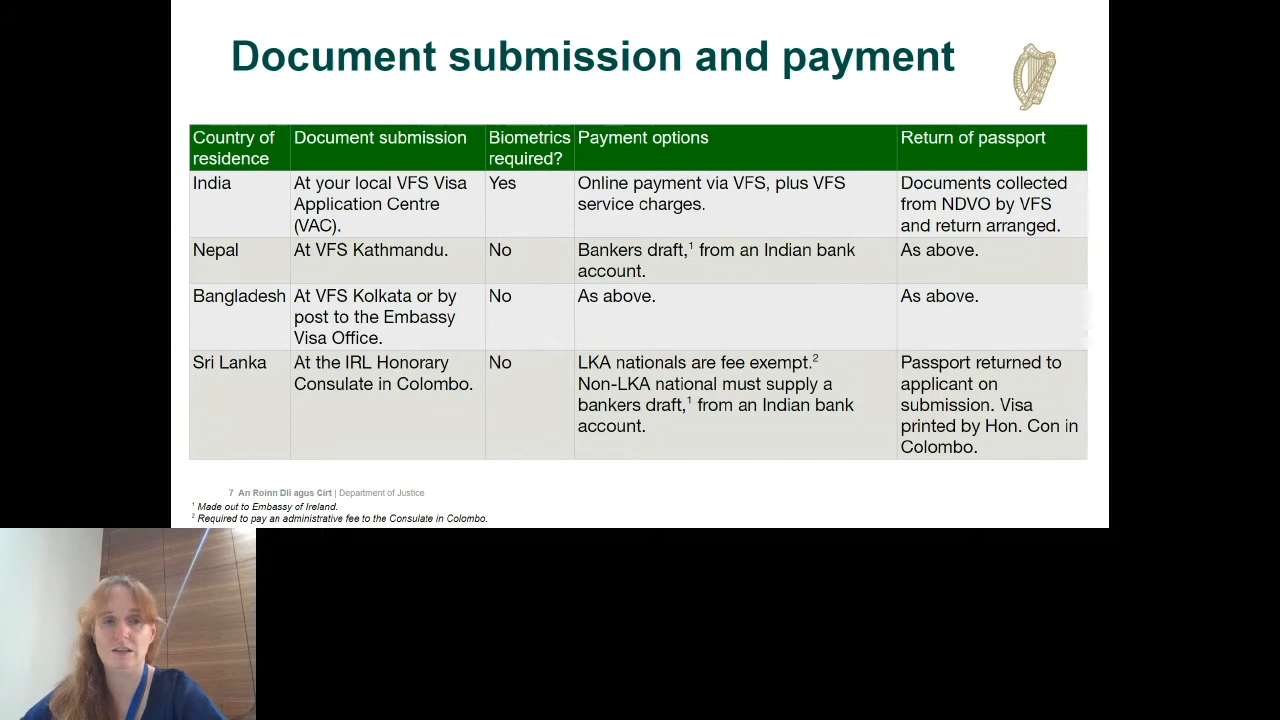 Document submission and payment
Country of residence | Document submission | Biometrics required? | Payment options | Return of passport
India | At your local VFS Visa Application Centre (VAC). | Yes | Online payment via VFS, plus VFS service charges. | Documents collected from NDVO by VFS and return arranged.
Nepal | At VFS Kathmandu. | No | Bankers draft,¹ from an Indian bank account. | As above.
Bangladesh | At VFS Kolkata or by post to the Embassy Visa Office. | No | As above. | As above.
Sri Lanka | At the IRL Honorary Consulate in Colombo. | No | LKA nationals are fee exempt.² Non-LKA national must supply a bankers draft,¹ from an Indian bank account. | Passport returned to applicant on submission. Visa printed by Hon. Con in Colombo.
7 An Roinn Dlí agus Cirt | Department of Justice
¹ Made out to Embassy of Ireland.
² Required to pay an administrative fee to the Consulate in Colombo.